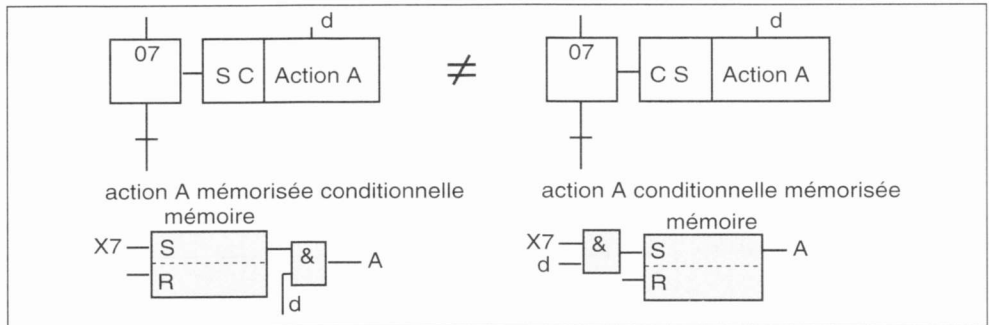 d
07
S C Action A
≠
d
07
C S Action A
action A mémorisée conditionnelle
mémoire
X7 S
R
&
A
d
action A conditionnelle mémorisée
mémoire
X7
d
&
S
R
A